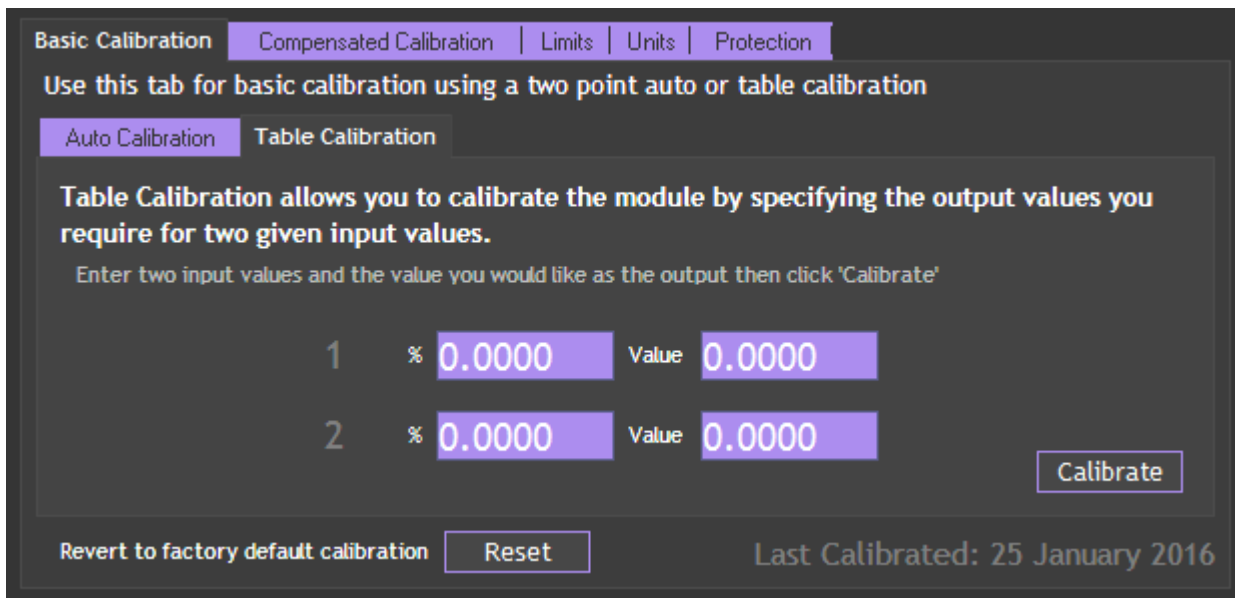 Basic Calibration Compensated Calibration Limits Units Protection
Use this tab for basic calibration using a two point auto or table calibration
Auto Calibration Table Calibration
Table Calibration allows you to calibrate the module by specifying the output values you
require for two given input values.
Enter two input values and the value you would like as the output then click 'Calibrate'
1 % 0.0000 Value 0.0000
2 % 0.0000 Value 0.0000
Calibrate
Revert to factory default calibration Reset Last Calibrated: 25 January 2016